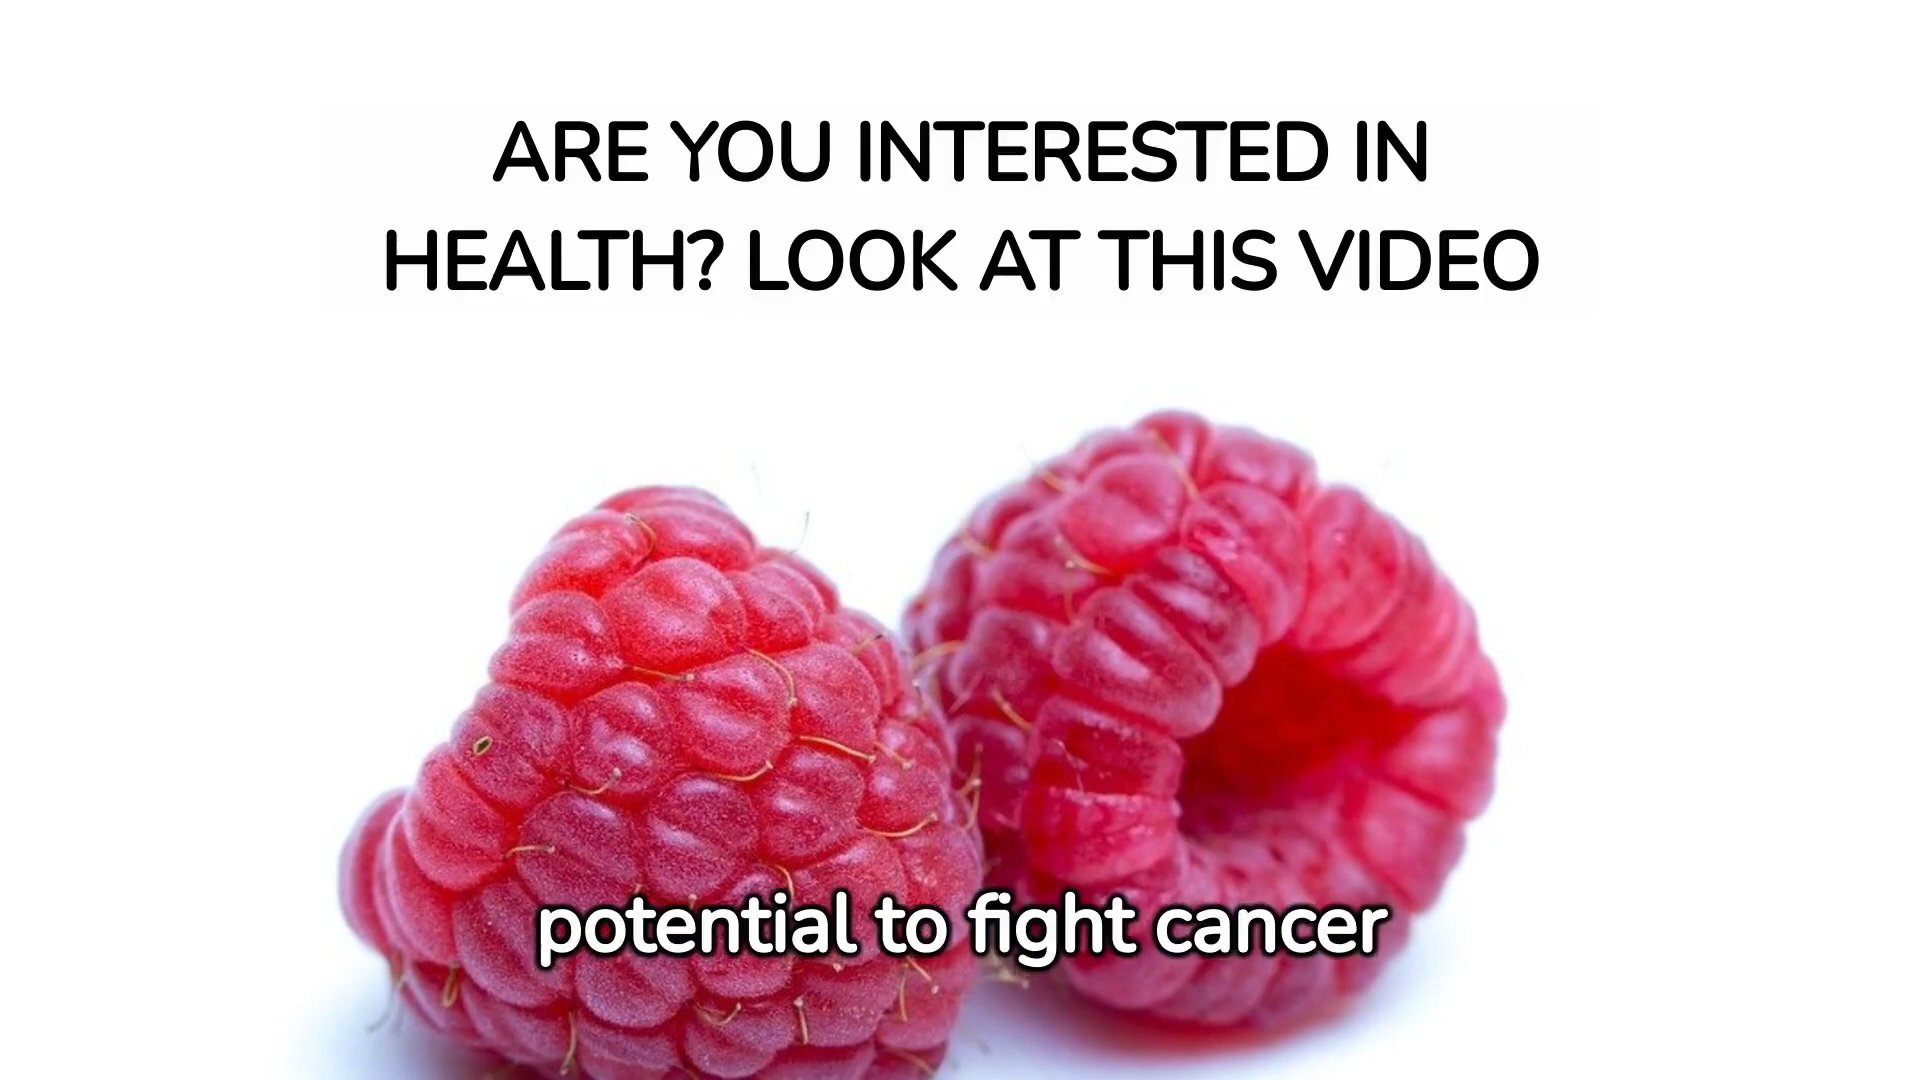 ARE YOU INTERESTED IN
HEALTH? LOOK AT THIS VIDEO
potential to fight cancer